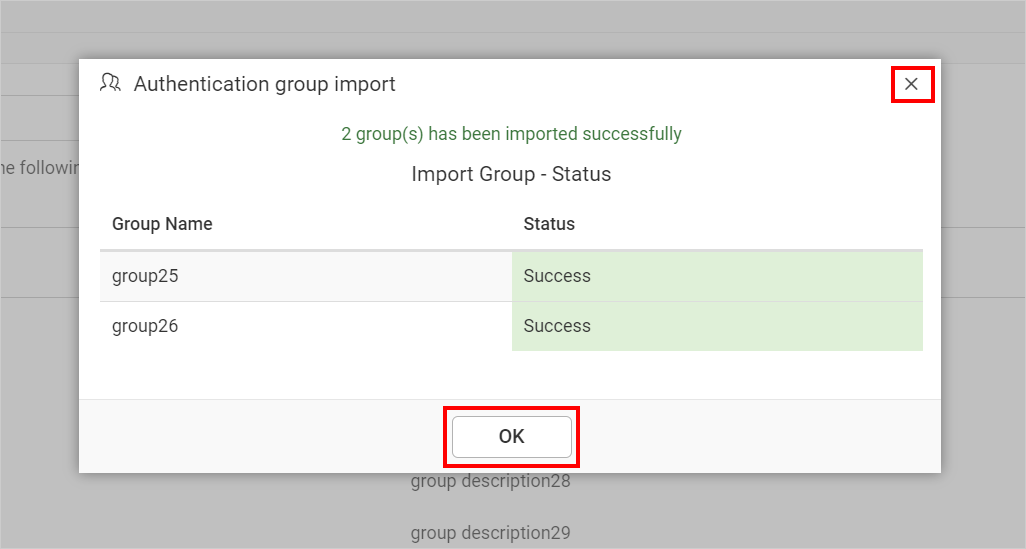 Authentication group import
2 group(s) has been imported successfully
he followin
Import Group - Status
Group Name Status
group25 Success
group26 Success
OK
group description28
group description29